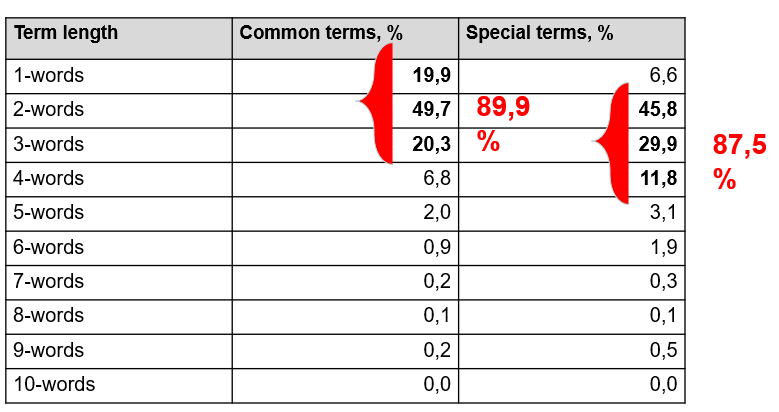 Term length Common terms, % Special terms, %
1-words 19,9 6,6
2-words 49,7 45,8
3-words 20,3 29,9
4-words 6,8 11,8
5-words 2,0 3,1
6-words 0,9 1,9
7-words 0,2 0,3
8-words 0,1 0,1
9-words 0,2 0,5
10-words 0,0 0,0
89,9
%
87,5
%